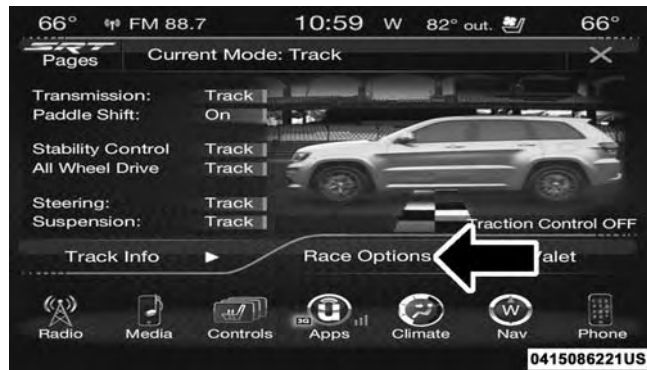 66° FM 88.7 10:59 W 82° out. 66°
SRT
Pages Current Mode: Track
Transmission: Track
Paddle Shift: On
Stability Control Track
All Wheel Drive Track
Steering: Track
Suspension: Track
Traction Control OFF
Track Info Race Options alet
W
3G
Radio Media Controls Apps Climate Nav Phone
0415086221US